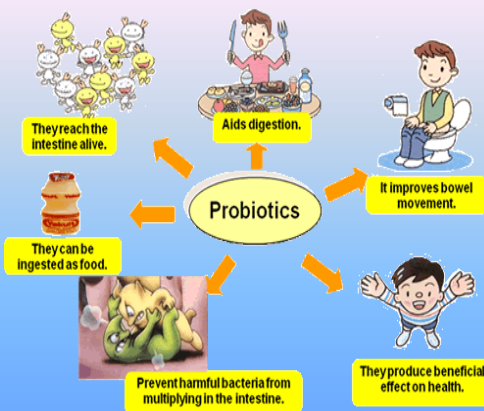 They reach the
intestine alive.
Aids digestion.
It improves bowel
movement.
Probiotics
They can be
ingested as food.
Prevent harmful bacteria from
multiplying in the intestine.
They produce beneficial
effect on health.